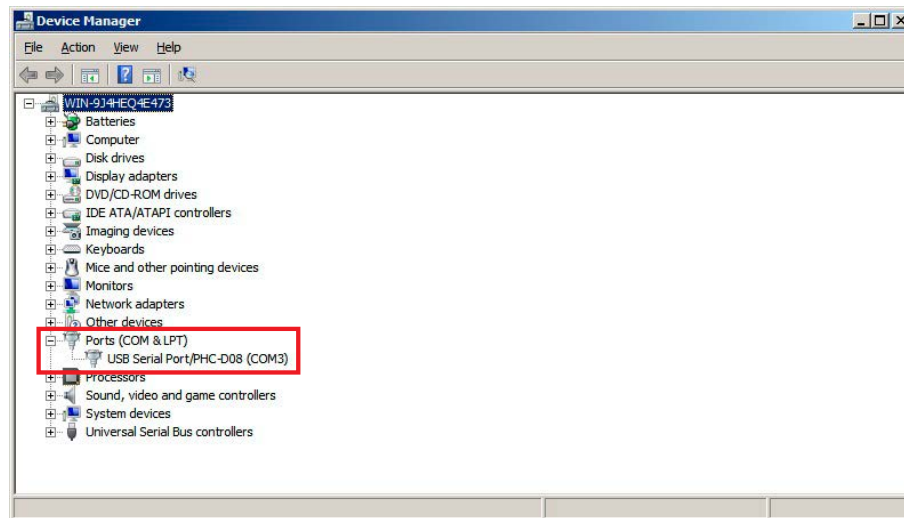 Device Manager
File Action View Help
WIN-9J4HEQ4E473
Batteries
Computer
Disk drives
Display adapters
DVD/CD-ROM drives
IDE ATA/ATAPI controllers
Imaging devices
Keyboards
Mice and other pointing devices
Monitors
Network adapters
Other devices
Ports (COM & LPT)
USB Serial Port/PHC-D08 (COM3)
Processors
Sound, video and game controllers
System devices
Universal Serial Bus controllers